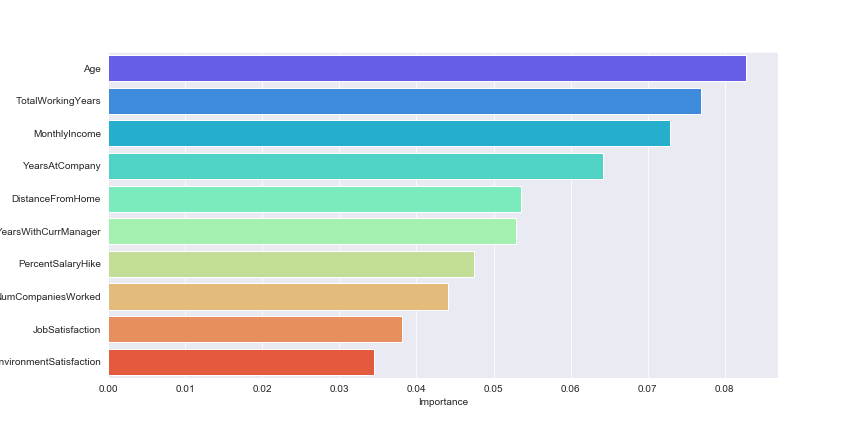 Age
TotalWorkingYears
MonthlyIncome
YearsAtCompany
DistanceFromHome
YearsWithCurrManager
PercentSalaryHike
NumCompaniesWorked
JobSatisfaction
nvironmentSatisfaction
0.00 0.01 0.02 0.03 0.04 0.05 0.06 0.07 0.08
Importance